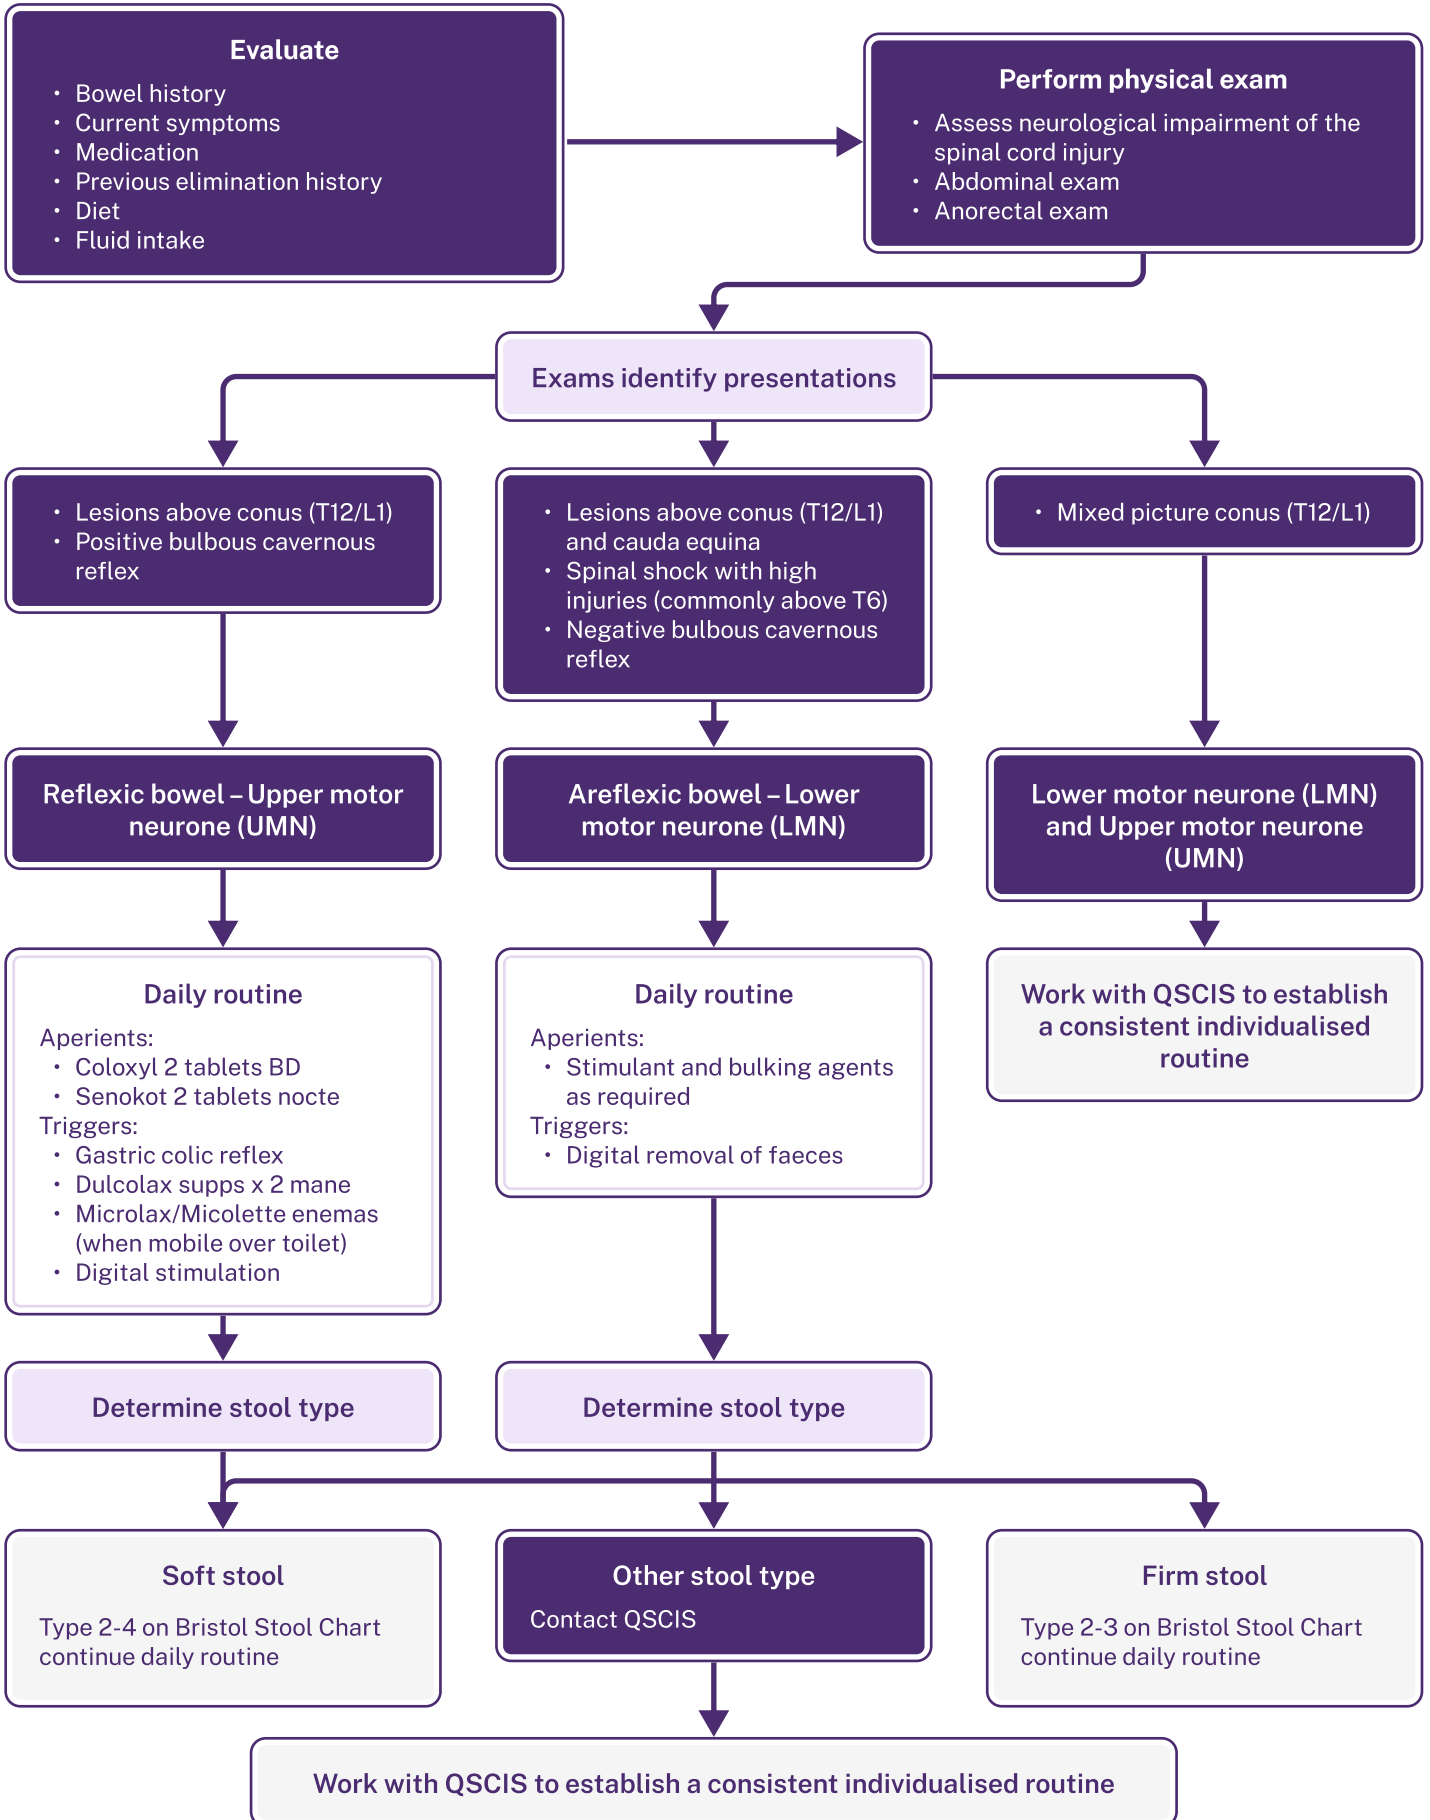 Evaluate
• Bowel history
• Current symptoms
• Medication
• Previous elimination history
• Diet
• Fluid intake
Perform physical exam
• Assess neurological impairment of the
spinal cord injury
• Abdominal exam
• Anorectal exam
Exams identify presentations
• Lesions above conus (T12/L1)
• Positive bulbous cavernous
reflex
• Lesions above conus (T12/L1)
and cauda equina
• Spinal shock with high
injuries (commonly above T6)
• Negative bulbous cavernous
reflex
• Mixed picture conus (T12/L1)
Reflexic bowel – Upper motor
neurone (UMN)
Areflexic bowel – Lower
motor neurone (LMN)
Lower motor neurone (LMN)
and Upper motor neurone
(UMN)
Daily routine
Aperients:
• Coloxyl 2 tablets BD
• Senokot 2 tablets nocte
Triggers:
• Gastric colic reflex
• Dulcolax supps x 2 mane
• Microlax/Micolette enemas
(when mobile over toilet)
• Digital stimulation
Daily routine
Aperients:
• Stimulant and bulking agents
as required
Triggers:
• Digital removal of faeces
Work with QSCIS to establish
a consistent individualised
routine
Determine stool type
Determine stool type
Soft stool
Type 2-4 on Bristol Stool Chart
continue daily routine
Other stool type
Contact QSCIS
Firm stool
Type 2-3 on Bristol Stool Chart
continue daily routine
Work with QSCIS to establish a consistent individualised routine